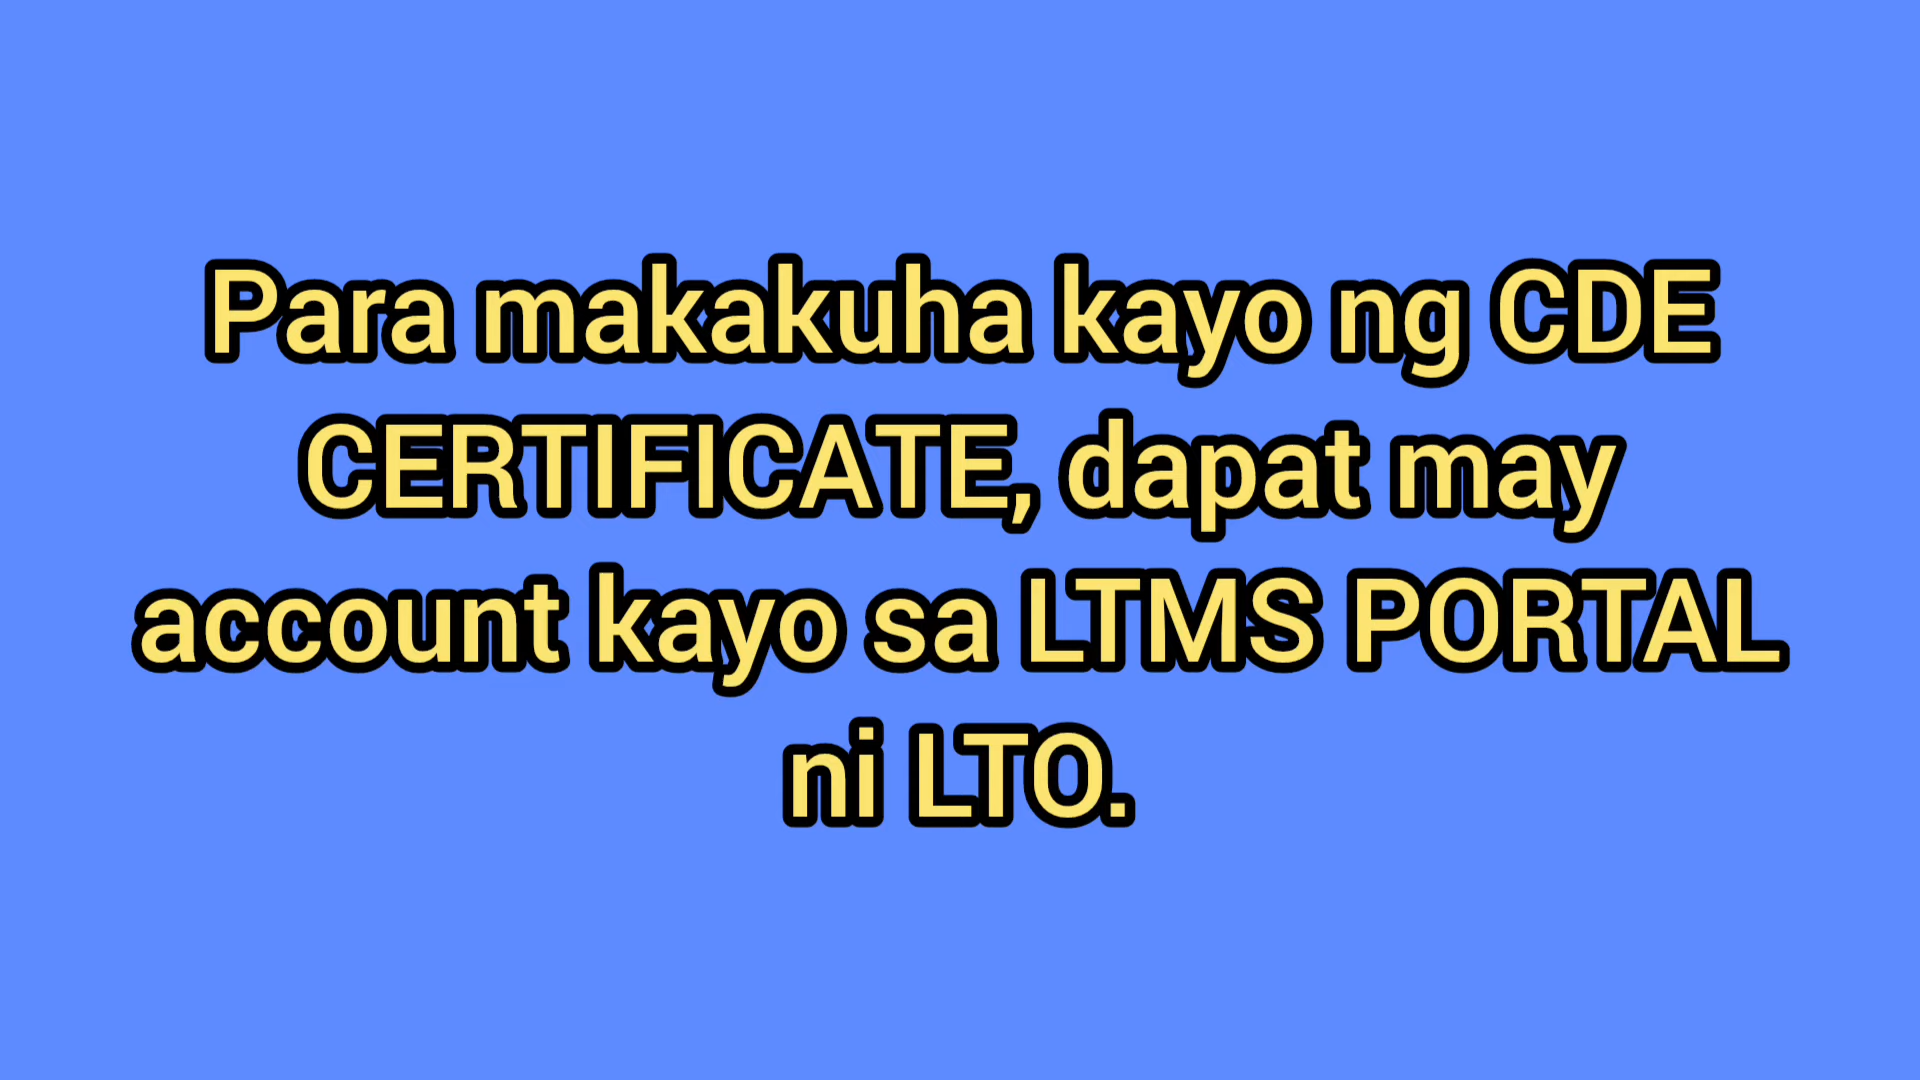 Para makakuha kayo ng CDE
CERTIFICATE, dapat may
account kayo sa LTMS PORTAL
ni LTO.